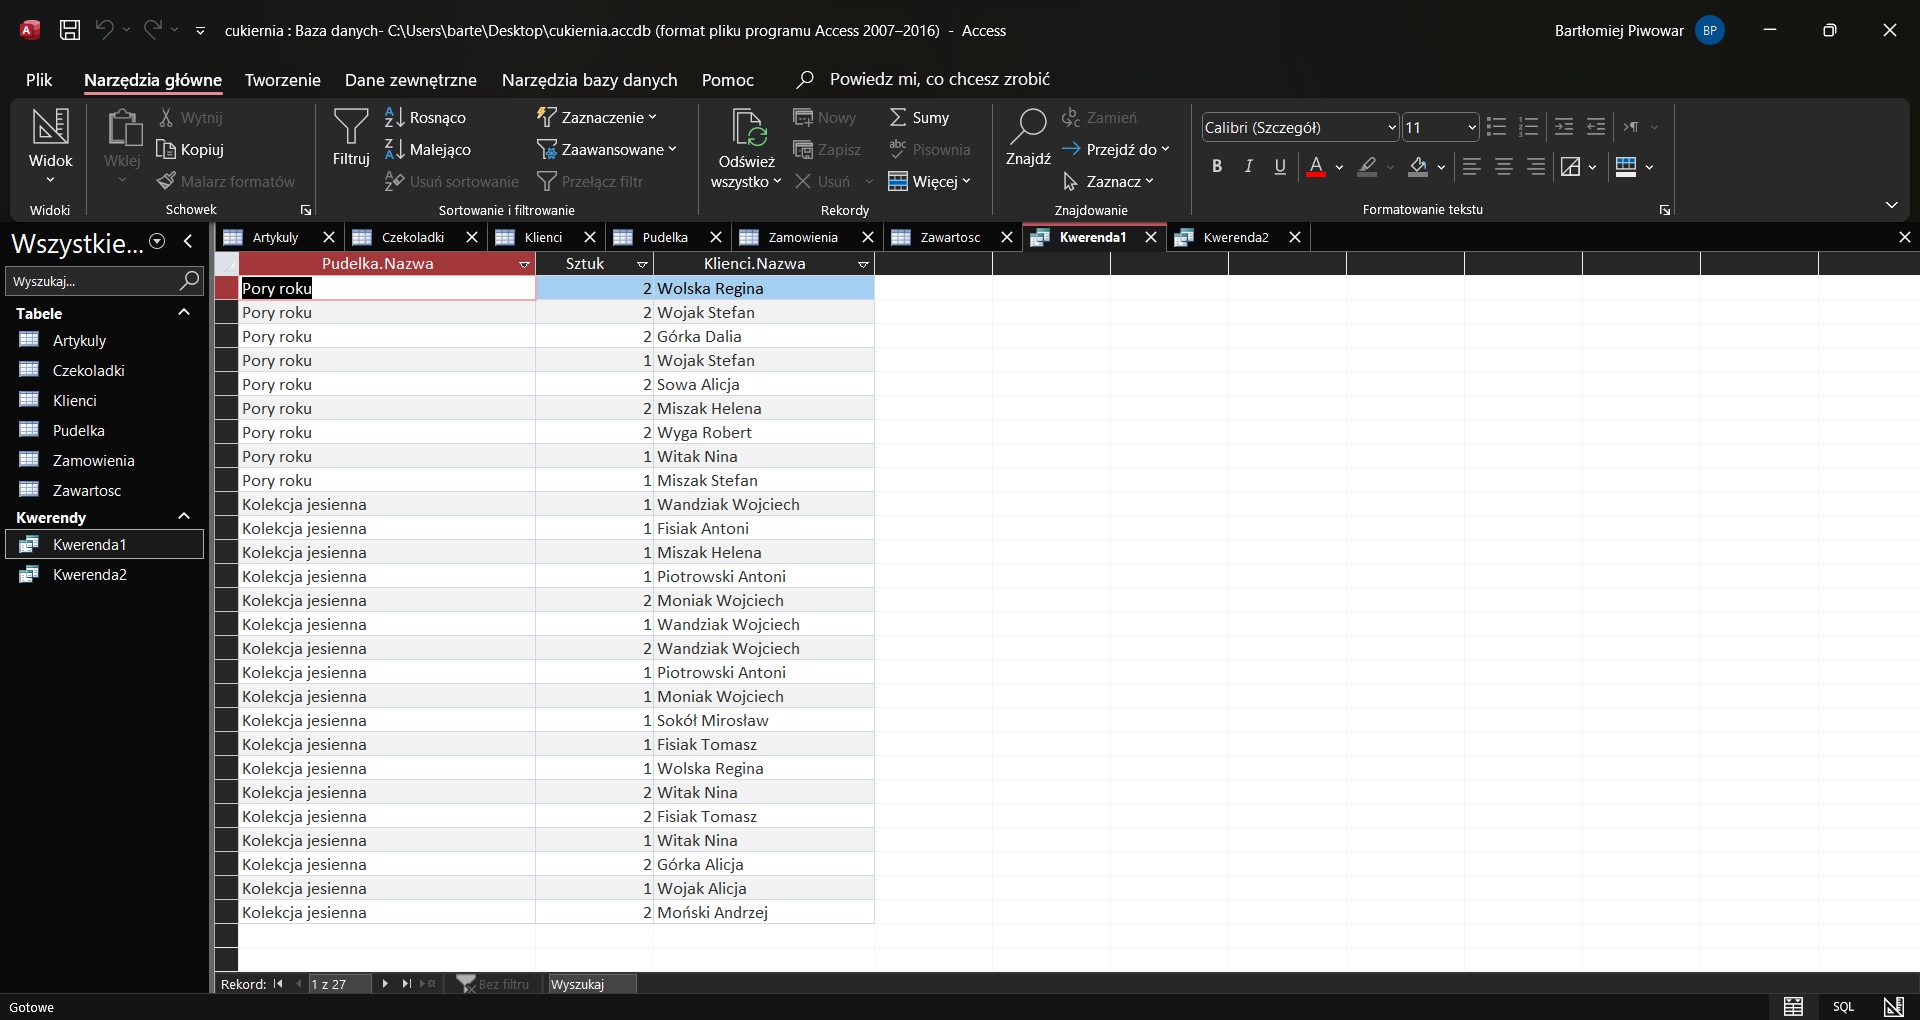 cukiernia : Baza danych- C:\Users\barte\Desktop\cukiernia.accdb (format pliku programu Access 2007–2016) - Access
Bartłomiej Piwowar BP
Plik Narzędzia główne Tworzenie Dane zewnętrzne Narzędzia bazy danych Pomoc Powiedz mi, co chcesz zrobić
Widok
Widoki
Wklej
Wytnij
Kopiuj
Malarz formatów
Schowek
Filtruj
Rosnąco
Malejąco
Usuń sortowanie
Zaznaczenie
Zaawansowane
Przełącz filtr
Sortowanie i filtrowanie
Odśwież
wszystko
Nowy
Zapisz
Usuń
Sumy
Pisownia
Więcej
Rekordy
Znajdź
Zamień
Przejdź do
Zaznacz
Znajdowanie
Calibri (Szczegół) 11
B I U A
Formatowanie tekstu
Wszystkie...
Wyszukaj...
Tabele
Artykuly
Czekoladki
Klienci
Pudelka
Zamowienia
Zawartosc
Kwerendy
Kwerenda1
Kwerenda2
Artykuly Czekoladki Klienci Pudelka Zamowienia Zawartosc Kwerenda1 Kwerenda2
Pudelka.Nazwa Sztuk Klienci.Nazwa
Pory roku 2 Wolska Regina
Pory roku 2 Wojak Stefan
Pory roku 2 Górka Dalia
Pory roku 1 Wojak Stefan
Pory roku 2 Sowa Alicja
Pory roku 2 Miszak Helena
Pory roku 2 Wyga Robert
Pory roku 1 Witak Nina
Pory roku 1 Miszak Stefan
Kolekcja jesienna 1 Wandziak Wojciech
Kolekcja jesienna 1 Fisiak Antoni
Kolekcja jesienna 1 Miszak Helena
Kolekcja jesienna 1 Piotrowski Antoni
Kolekcja jesienna 2 Moniak Wojciech
Kolekcja jesienna 1 Wandziak Wojciech
Kolekcja jesienna 2 Wandziak Wojciech
Kolekcja jesienna 1 Piotrowski Antoni
Kolekcja jesienna 1 Moniak Wojciech
Kolekcja jesienna 1 Sokół Mirosław
Kolekcja jesienna 1 Fisiak Tomasz
Kolekcja jesienna 1 Wolska Regina
Kolekcja jesienna 2 Witak Nina
Kolekcja jesienna 2 Fisiak Tomasz
Kolekcja jesienna 1 Witak Nina
Kolekcja jesienna 2 Górka Alicja
Kolekcja jesienna 1 Wojak Alicja
Kolekcja jesienna 2 Moński Andrzej
Rekord: 1 z 27 Bez filtru Wyszukaj
Gotowe SQL